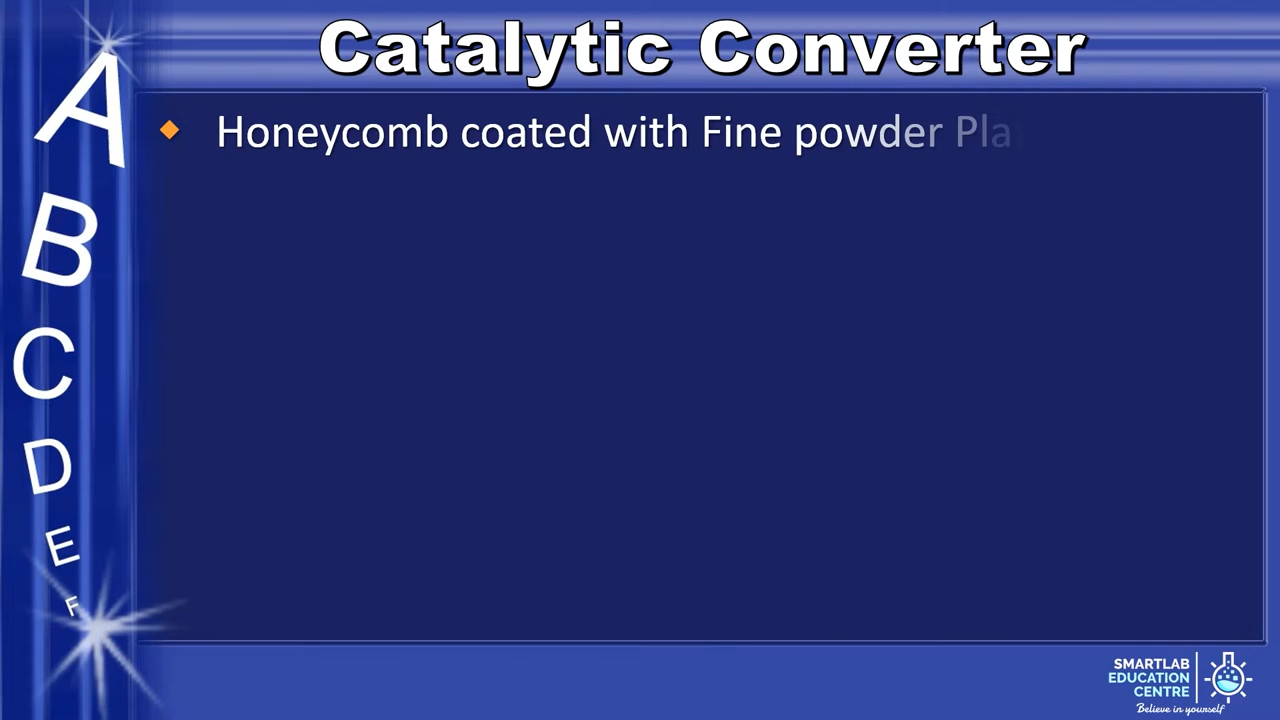 Catalytic Converter
Honeycomb coated with Fine powder
A
B
C
D
E
F
SMARTLAB
EDUCATION
CENTRE
Believe in yourself